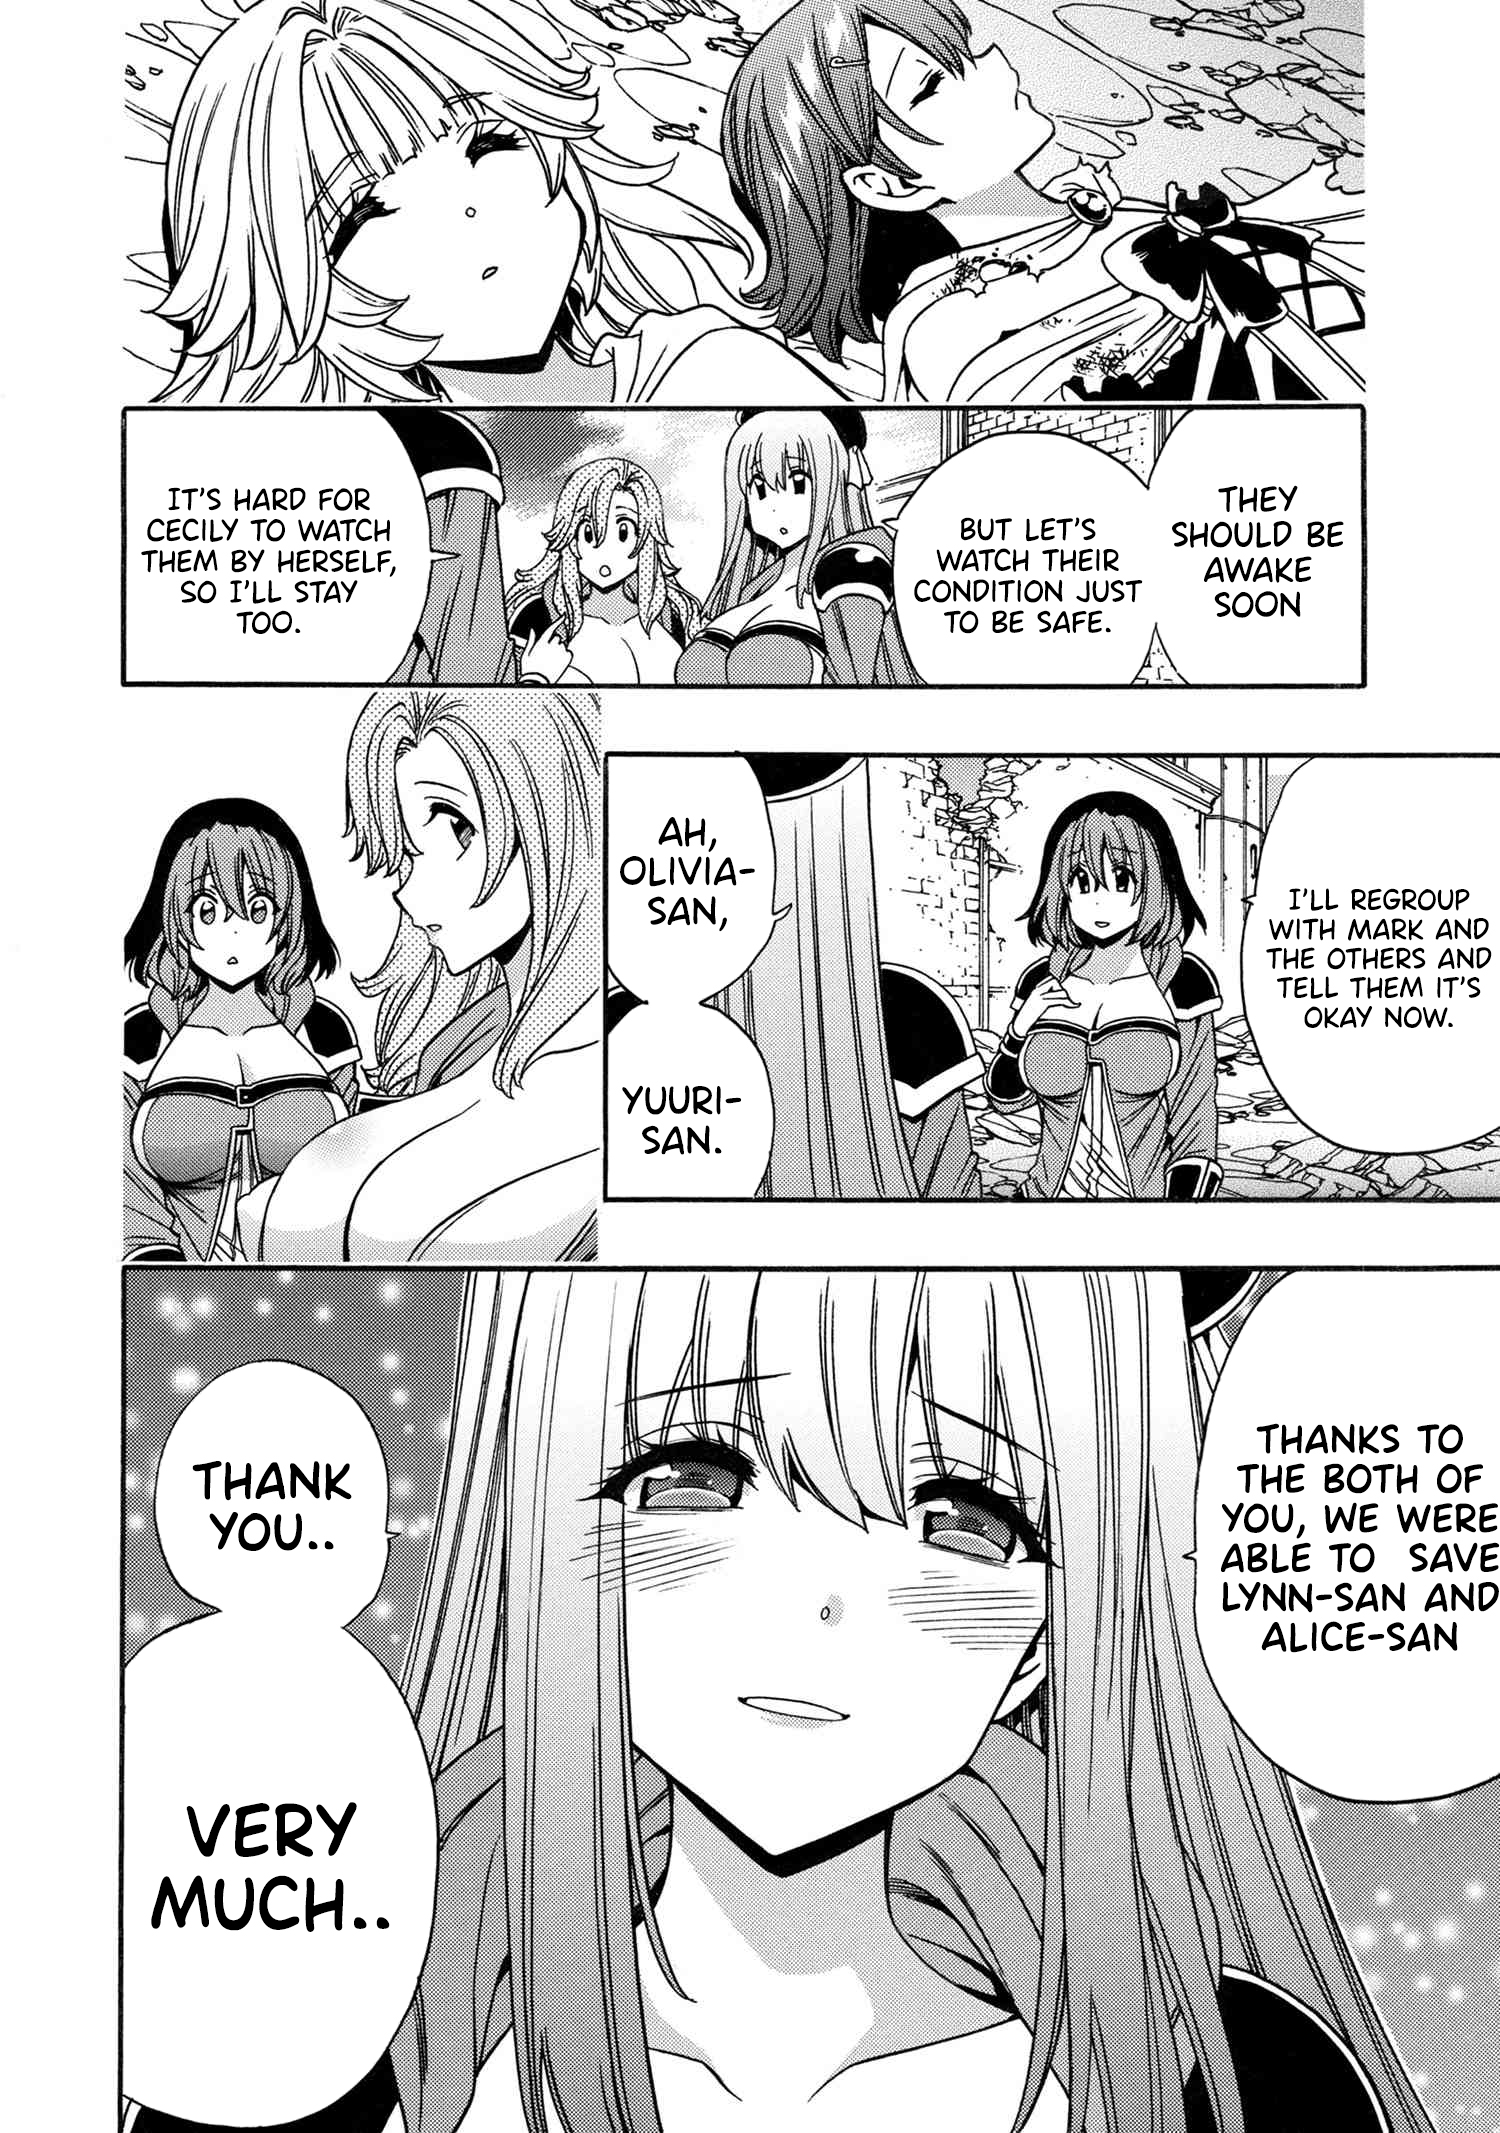 THEY
SHOULD BE
AWAKE
SOON
BUT LET'S
WATCH THEIR
CONDITION JUST
TO BE SAFE.
IT'S HARD FOR
CECILY TO WATCH
THEM BY HERSELF,
SO I'LL STAY
TOO.
I'LL REGROUP
WITH MARK AND
THE OTHERS AND
TELL THEM IT'S
OKAY NOW.
AH,
OLIVIA-
SAN,
YUURI-
SAN.
THANKS TO
THE BOTH OF
YOU, WE WERE
ABLE TO SAVE
LYNN-SAN AND
ALICE-SAN
THANK
YOU..
VERY
MUCH..